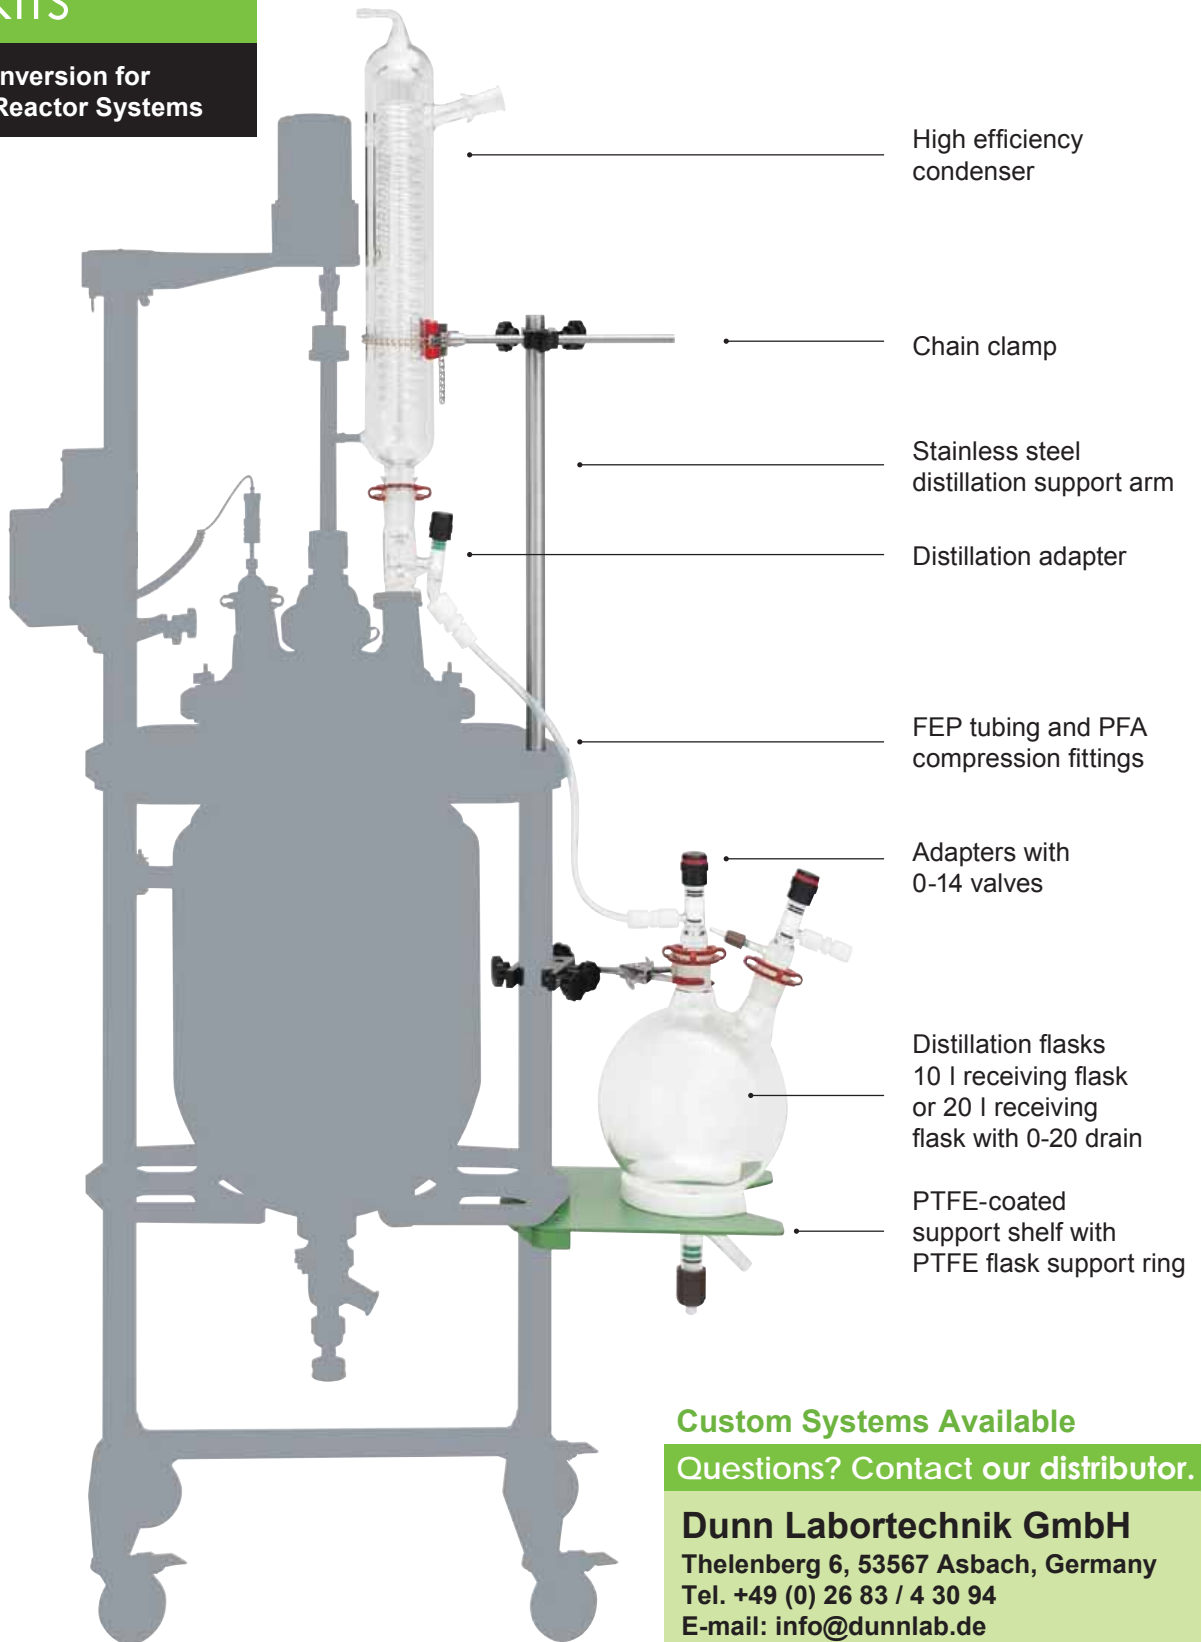 KITS
nversion for
Reactor Systems
High efficiency
condenser
Chain clamp
Stainless steel
distillation support arm
Distillation adapter
FEP tubing and PFA
compression fittings
Adapters with
0-14 valves
Distillation flasks
10 l receiving flask
or 20 l receiving
flask with 0-20 drain
PTFE-coated
support shelf with
PTFE flask support ring
Custom Systems Available
Questions? Contact our distributor.
Dunn Labortechnik GmbH
Thelenberg 6, 53567 Asbach, Germany
Tel. +49 (0) 26 83 / 4 30 94
E-mail: info@dunnlab.de